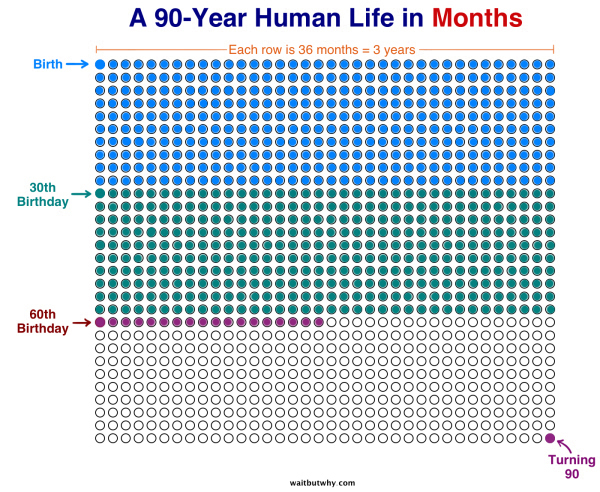 A 90-Year Human Life in Months
Each row is 36 months = 3 years
Birth
30th
Birthday
60th
Birthday
Turning
90
waitbutwhy.com